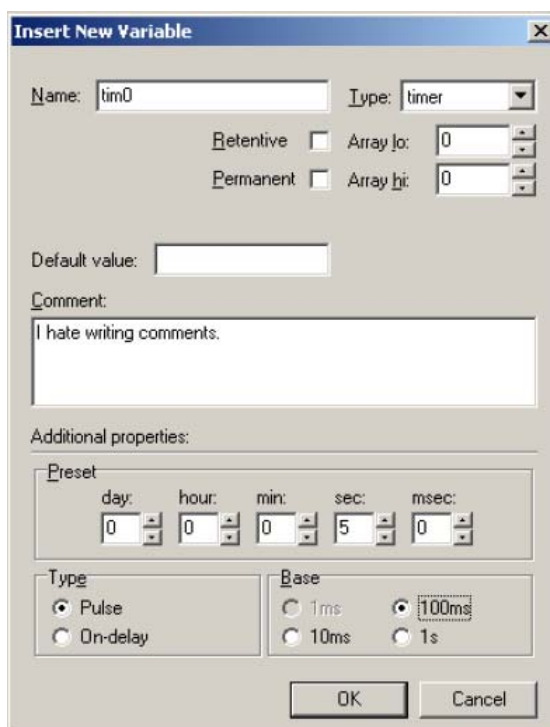 Insert New Variable
Name: tim0 Type: timer
Retentive Array lo: 0
Permanent Array hi: 0
Default value:
Comment:
I hate writing comments.
Additional properties:
Preset
day: hour: min: sec: msec:
0 0 0 5 0
Type Base
Pulse 1ms 100ms
On-delay 10ms 1s
OK Cancel